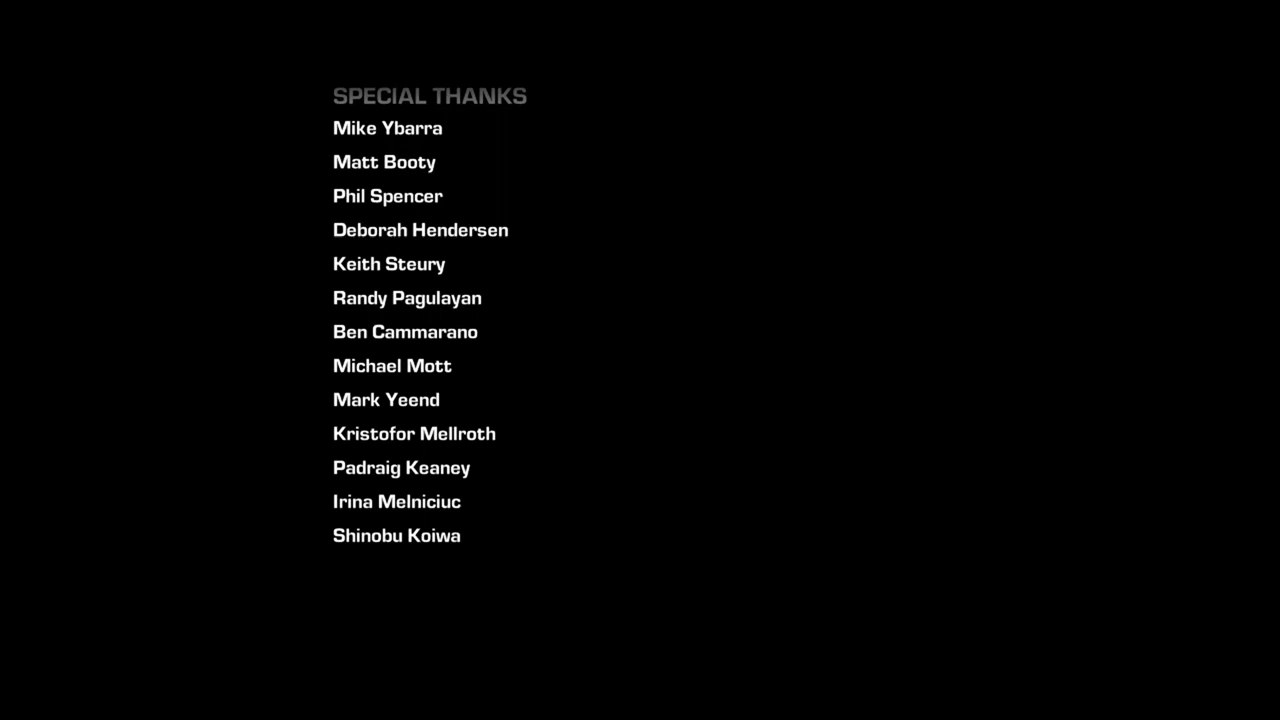 SPECIAL THANKS
Mike Ybarra
Matt Booty
Phil Spencer
Deborah Hendersen
Keith Steury
Randy Pagulayan
Ben Cammarano
Michael Mott
Mark Yeend
Kristofor Mellroth
Padraig Keaney
Irina Melniciuc
Shinobu Koiwa